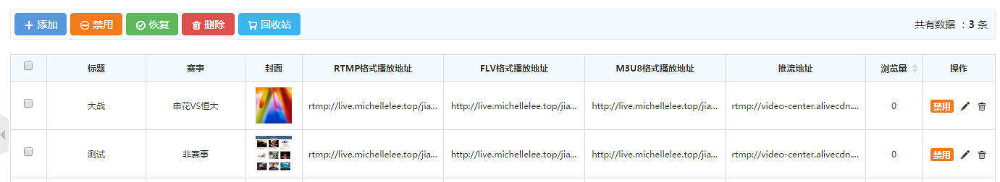 添加 禁用 恢复 删除 回收站 共有数据 ：3 条
标题 赛事 封面 RTMP格式播放地址 FLV格式播放地址 M3U8格式播放地址 推流地址 浏览量 操作
大战 申花VS恒大 rtmp://live.michellelee.top/jia... http://live.michellelee.top/jia... http://live.michellelee.top/jia... rtmp://video-center.alivecdn.... 0 禁用
测试 非赛事 rtmp://live.michellelee.top/jia... http://live.michellelee.top/jia... http://live.michellelee.top/jia... rtmp://video-center.alivecdn.... 0 禁用